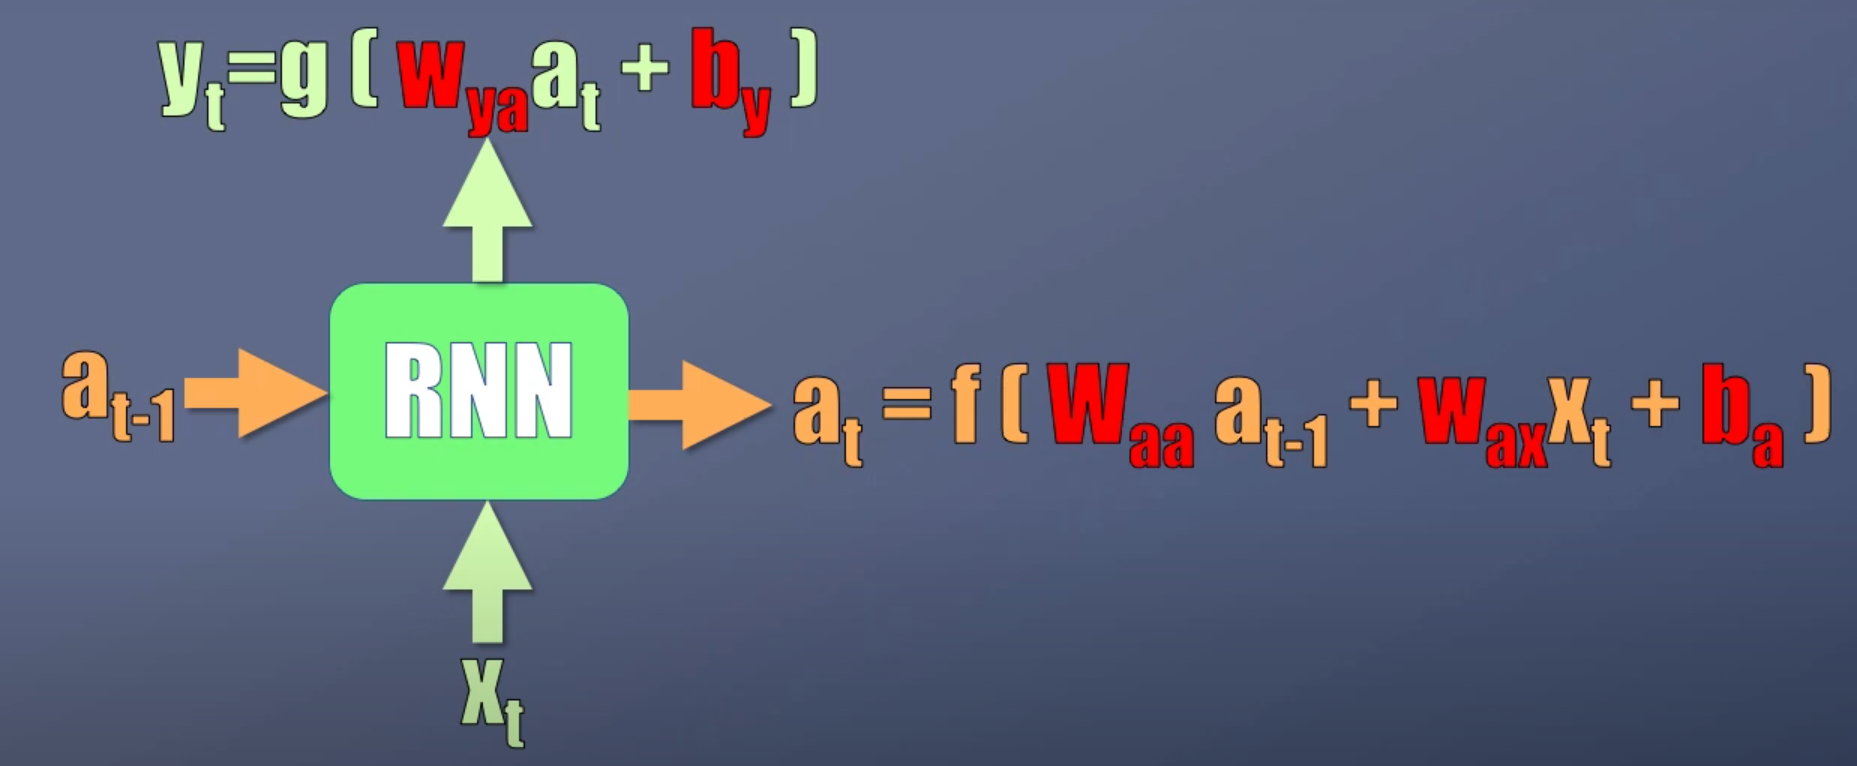 yₜ=g ( wyaaₜ + by )
RNN
aₜ₋₁
aₜ = f ( Waa aₜ₋₁ + waxxₜ + ba )
xₜ